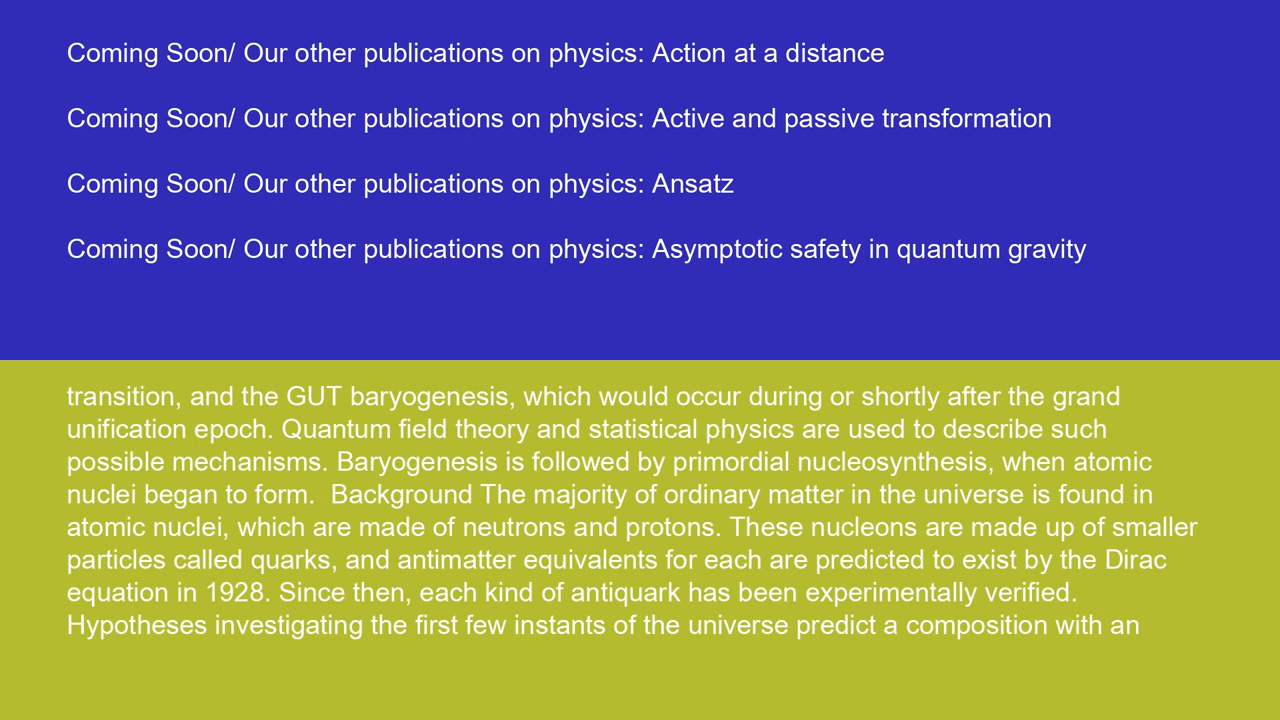 Coming Soon/ Our other publications on physics: Action at a distance
Coming Soon/ Our other publications on physics: Active and passive transformation
Coming Soon/ Our other publications on physics: Ansatz
Coming Soon/ Our other publications on physics: Asymptotic safety in quantum gravity
transition, and the GUT baryogenesis, which would occur during or shortly after the grand
unification epoch. Quantum field theory and statistical physics are used to describe such
possible mechanisms. Baryogenesis is followed by primordial nucleosynthesis, when atomic
nuclei began to form.  Background The majority of ordinary matter in the universe is found in
atomic nuclei, which are made of neutrons and protons. These nucleons are made up of smaller
particles called quarks, and antimatter equivalents for each are predicted to exist by the Dirac
equation in 1928. Since then, each kind of antiquark has been experimentally verified.
Hypotheses investigating the first few instants of the universe predict a composition with an